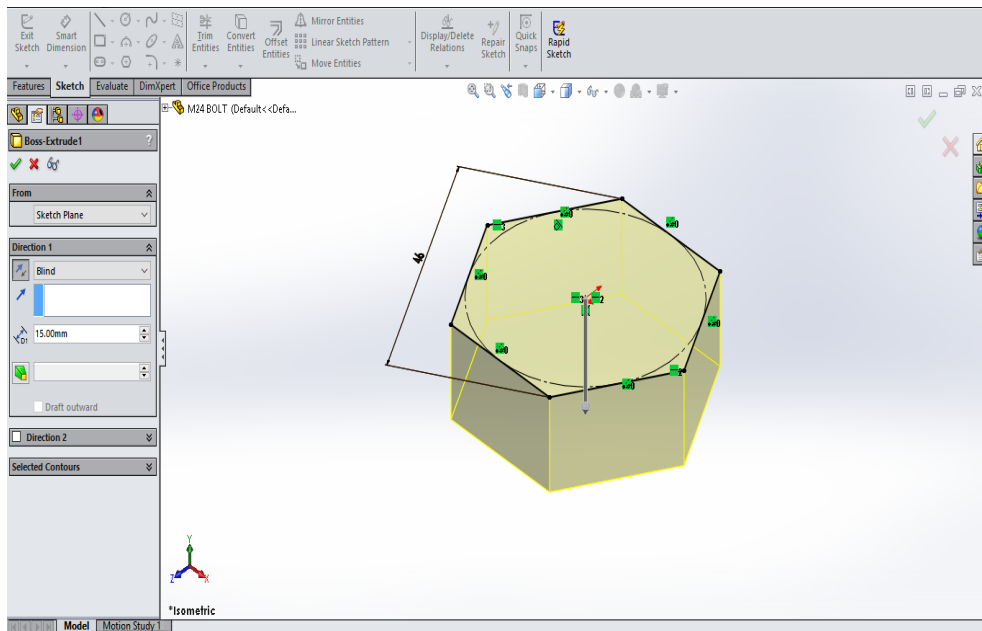 Exit Sketch
Smart Dimension
Trim Entities
Convert Entities
Offset Entities
Mirror Entities
Linear Sketch Pattern
Move Entities
Display/Delete Relations
Repair Sketch
Quick Snaps
Rapid Sketch
Features Sketch Evaluate DimXpert Office Products
M24 BOLT (Default<<Defa...
Boss-Extrude1 ?
From
Sketch Plane
Direction 1
Blind
D1
15.00mm
Draft outward
Direction 2
Selected Contours
46
Y
Z X
*Isometric
Model Motion Study 1